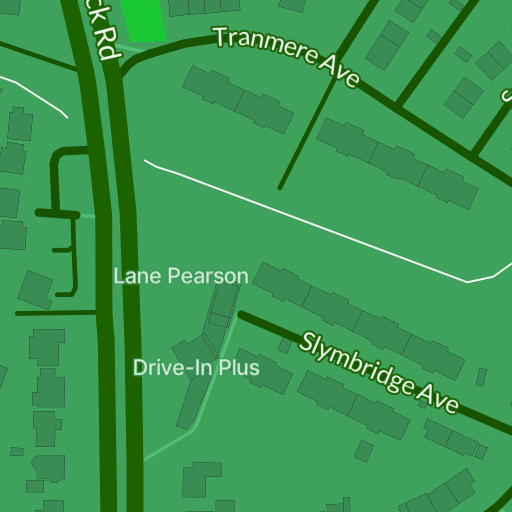 ck Rd
Tranmere Ave
Lane Pearson
Slymbridge Ave
Drive-In Plus